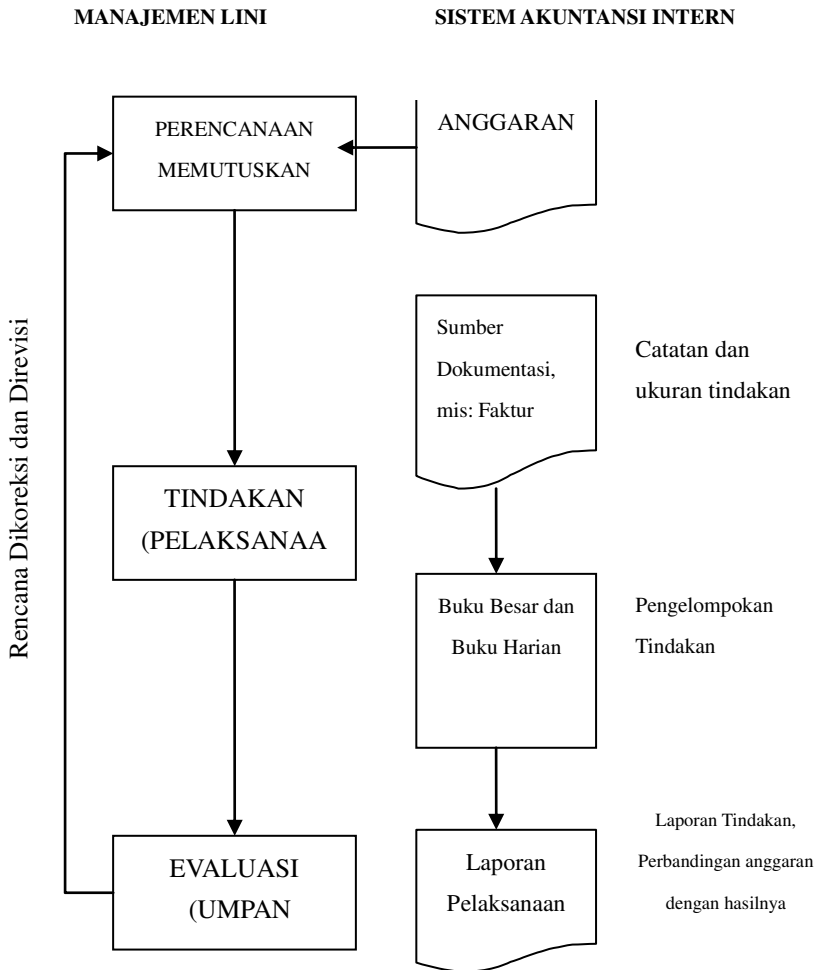 MANAJEMEN LINI
SISTEM AKUNTANSI INTERN
PERENCANAAN
MEMUTUSKAN
ANGGARAN
Rencana Dikoreksi dan Direvisi
Sumber
Dokumentasi,
mis: Faktur
Catatan dan
ukuran tindakan
TINDAKAN
(PELAKSANAA
Buku Besar dan
Buku Harian
Pengelompokan
Tindakan
EVALUASI
(UMPAN
Laporan
Pelaksanaan
Laporan Tindakan,
Perbandingan anggaran
dengan hasilnya